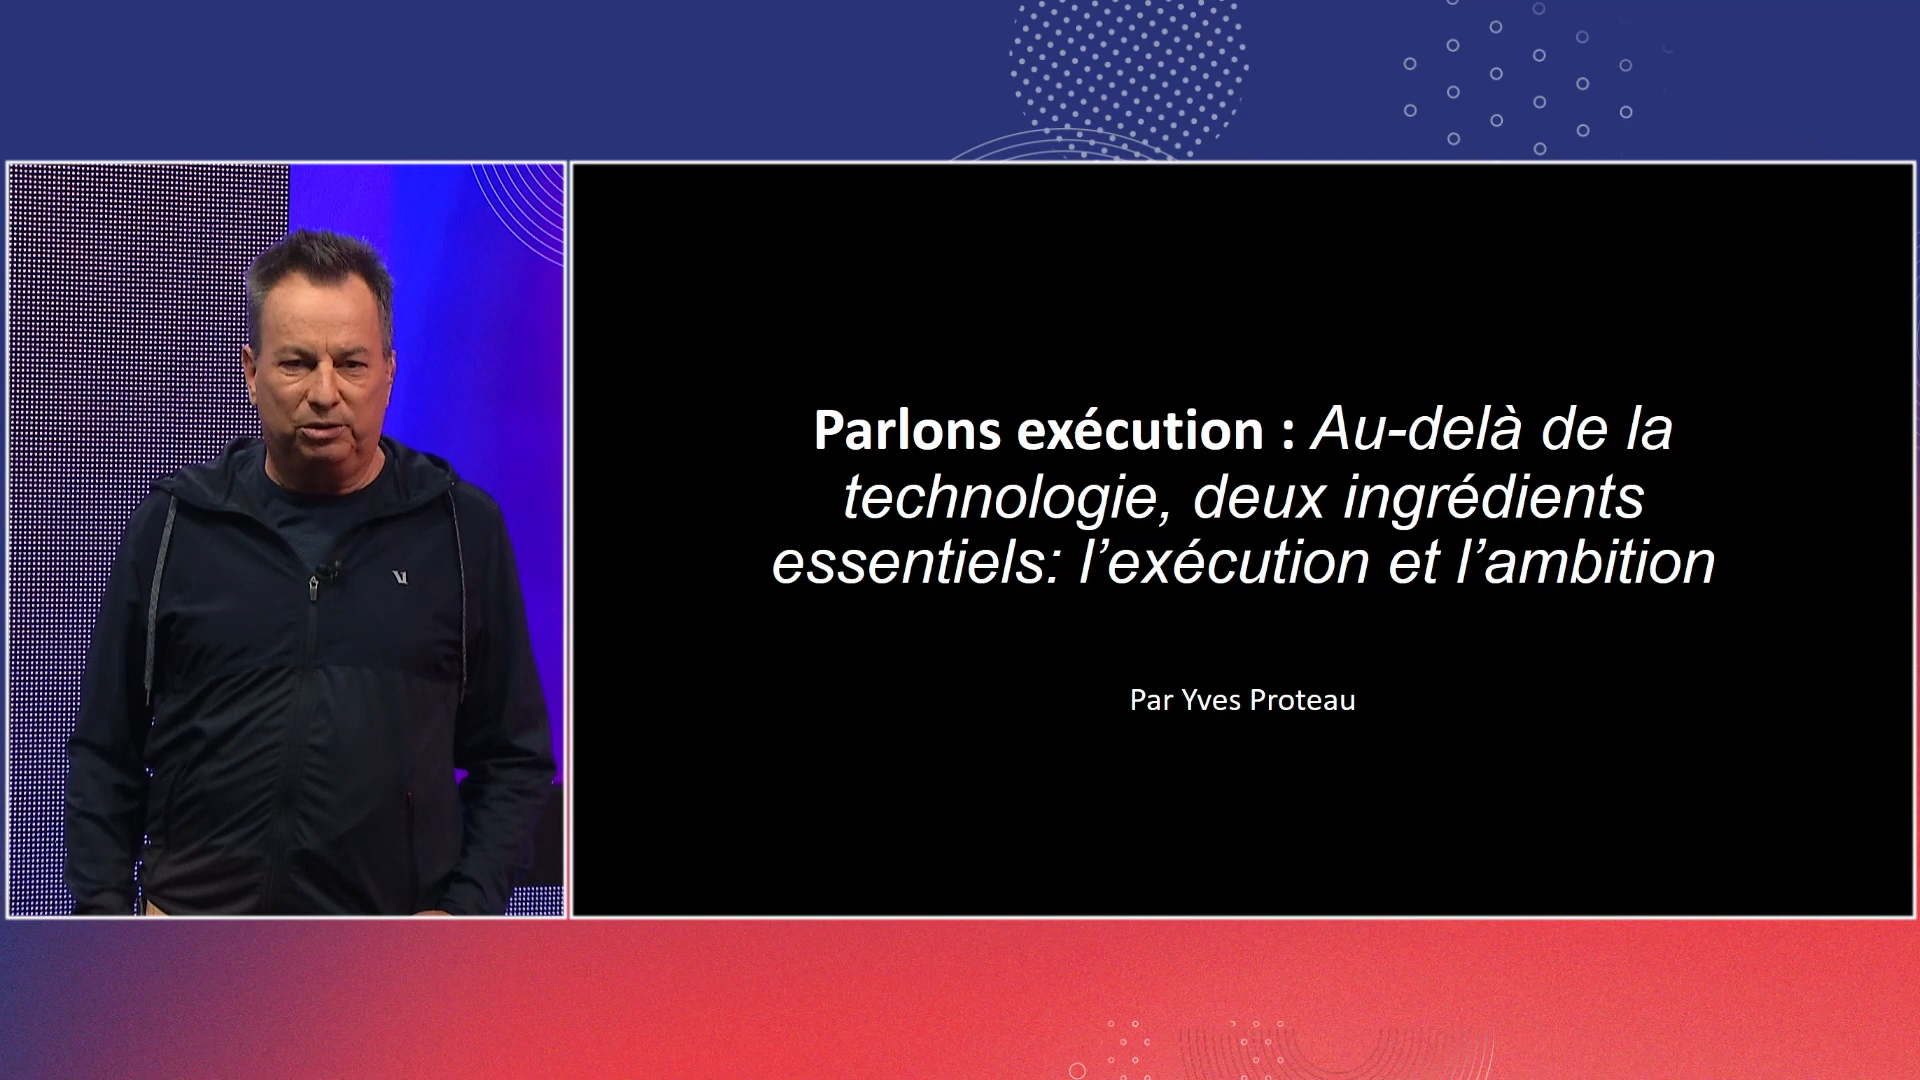 Parlons exécution : Au-delà de la
technologie, deux ingrédients
essentiels: l’exécution et l’ambition
Par Yves Proteau